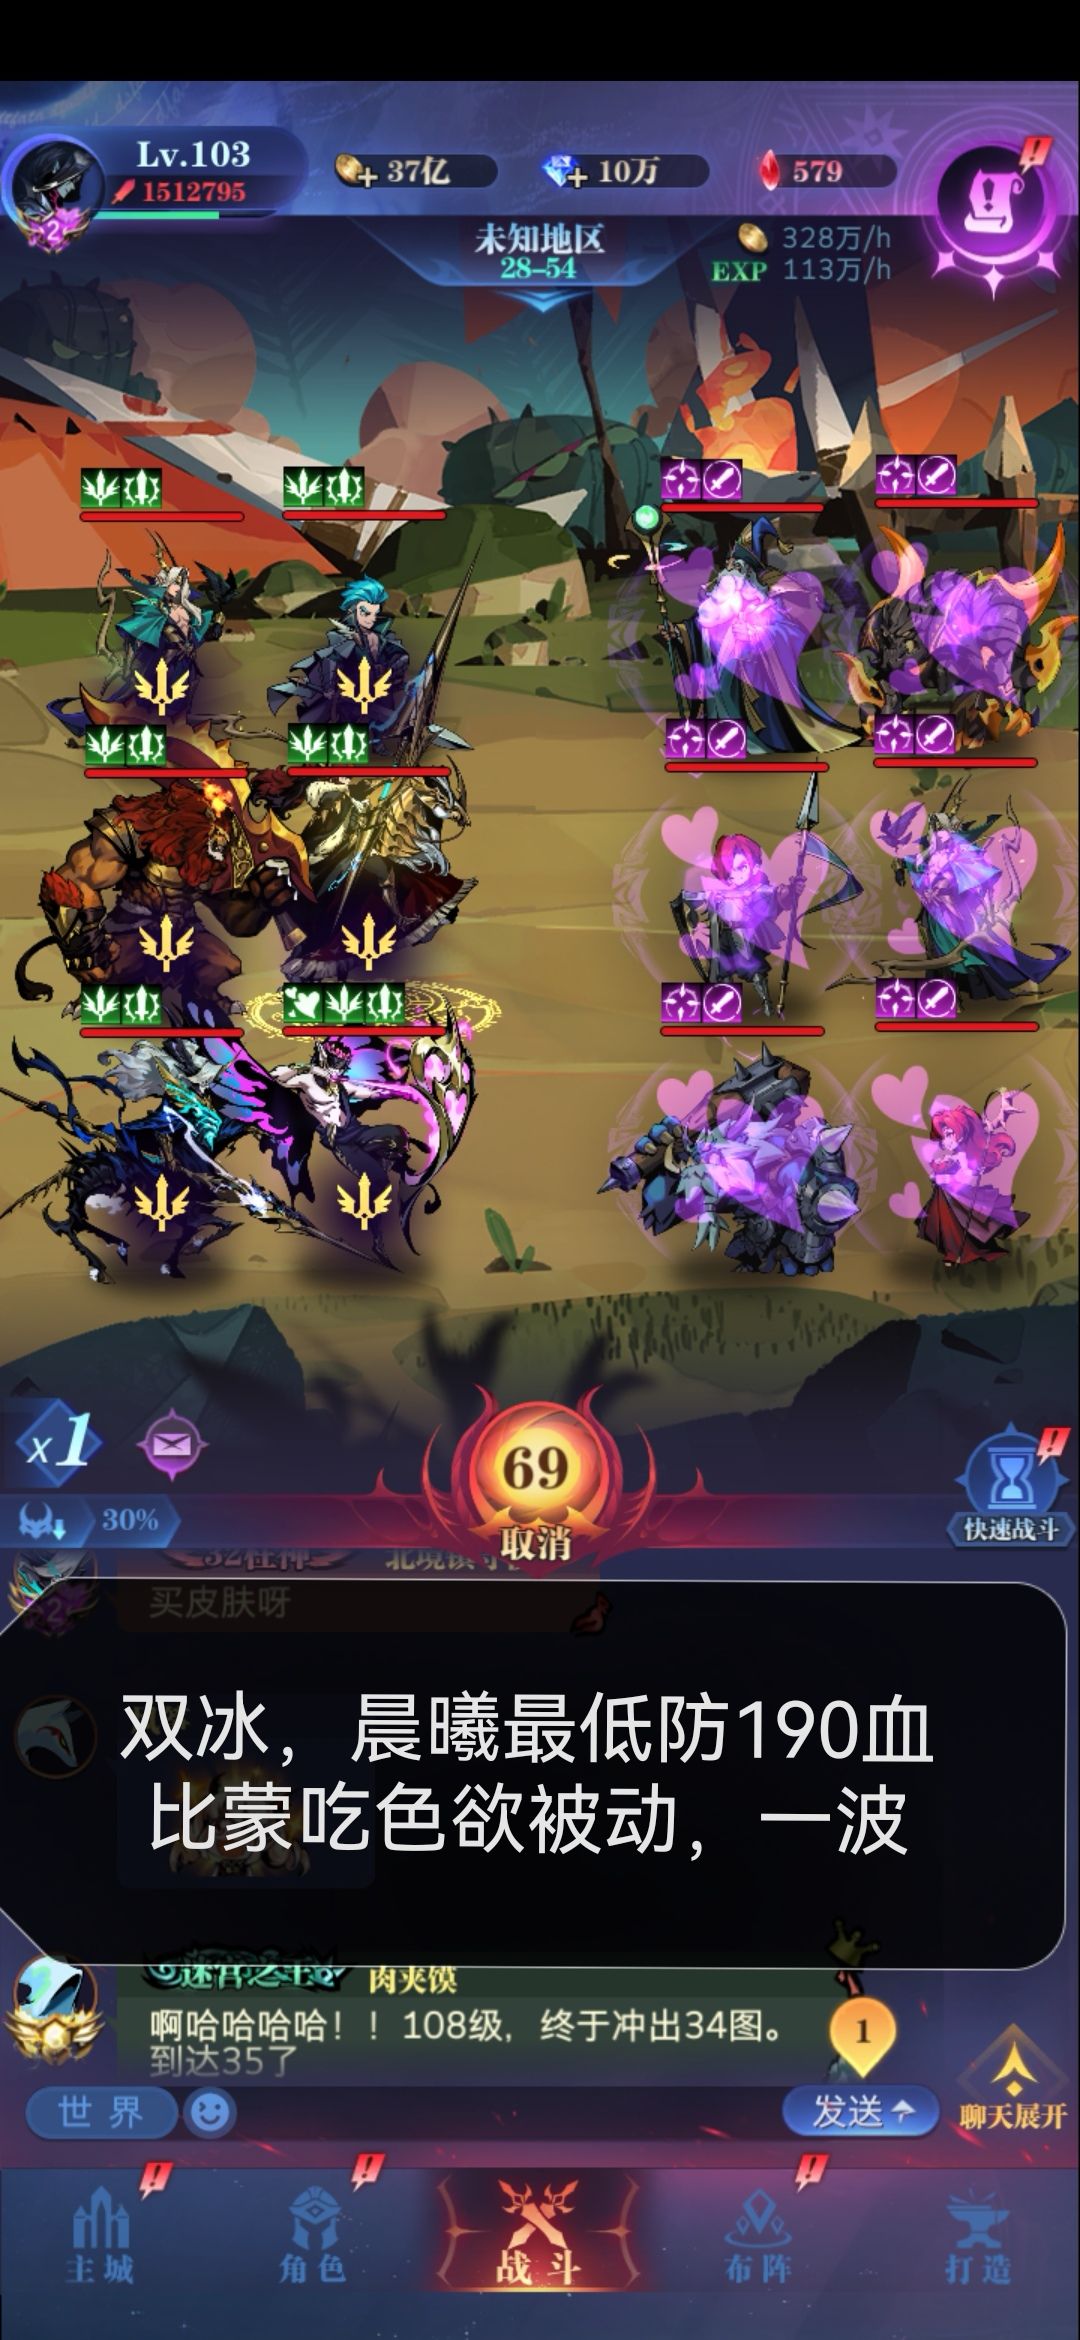 Lv.103
37亿
10万
579
1512795
2
未知地区
28-54
328万/h
EXP 113万/h
x1
69
取消
30%
快速战斗
买皮肤呀
双冰，晨曦最低防190血
比蒙吃色欲被动，一波
迷宫之王 肉夹馍
啊哈哈哈哈！！108级，终于冲出34图。
到达35了
1
世界
发送
聊天展开
主城
角色
战斗
布阵
打造